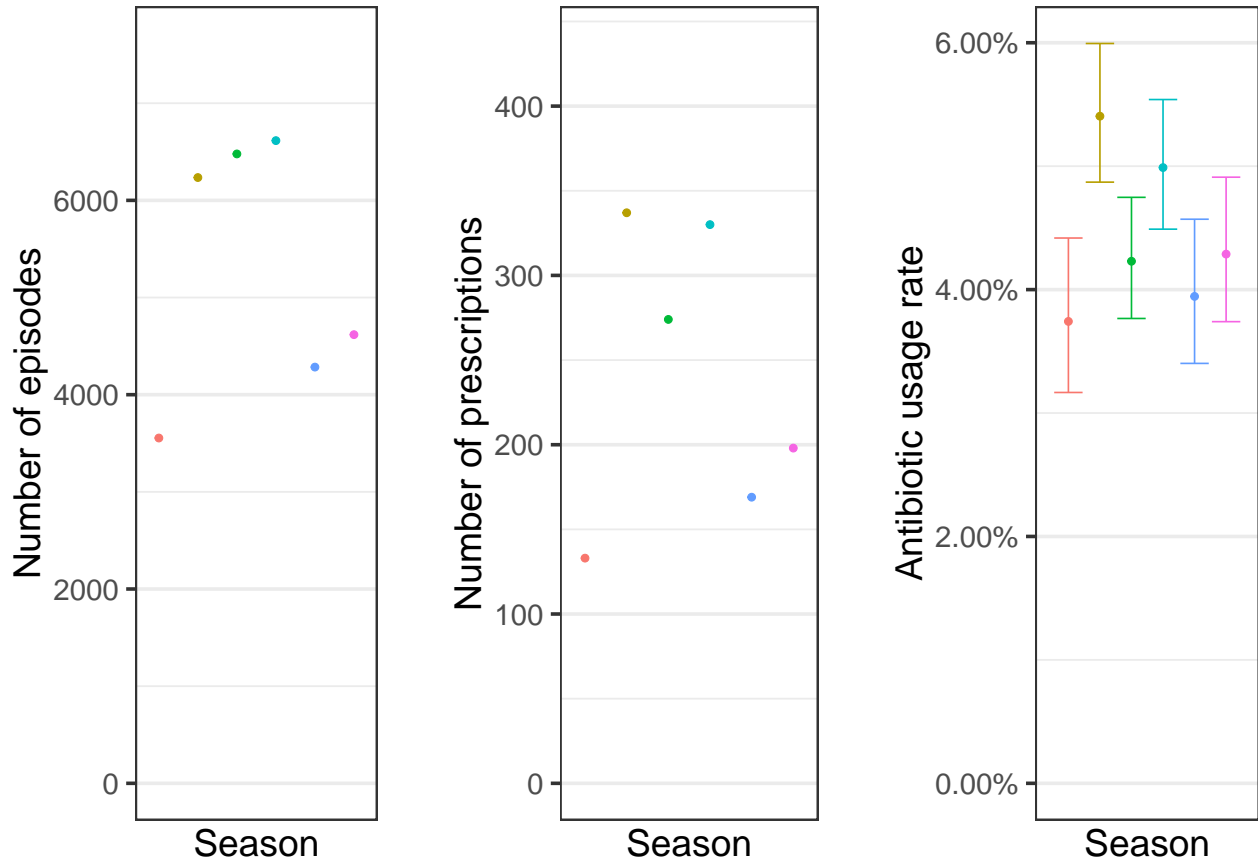 Number of episodes
6000
4000
2000
0
Season
Number of prescriptions
400
300
200
100
0
Season
Antibiotic usage rate
6.00%
4.00%
2.00%
0.00%
Season